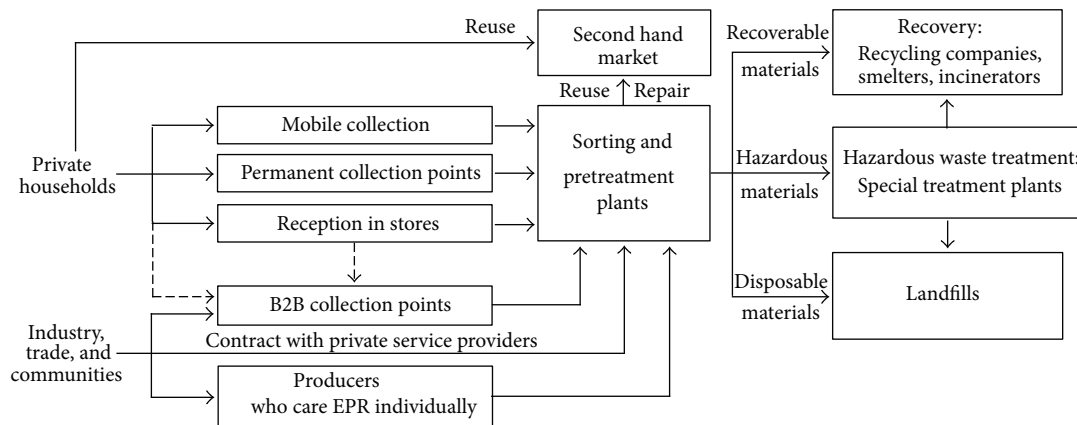 Reuse
Second hand
market
Recoverable
materials
Recovery:
Recycling companies,
smelters, incinerators
Reuse
Repair
Private
households
Mobile collection
Permanent collection points
Reception in stores
Sorting and
pretreatment
plants
Hazardous
materials
Hazardous waste treatment:
Special treatment plants
B2B collection points
Disposable
materials
Landfills
Industry,
trade, and
communities
Contract with private service providers
Producers
who care EPR individually